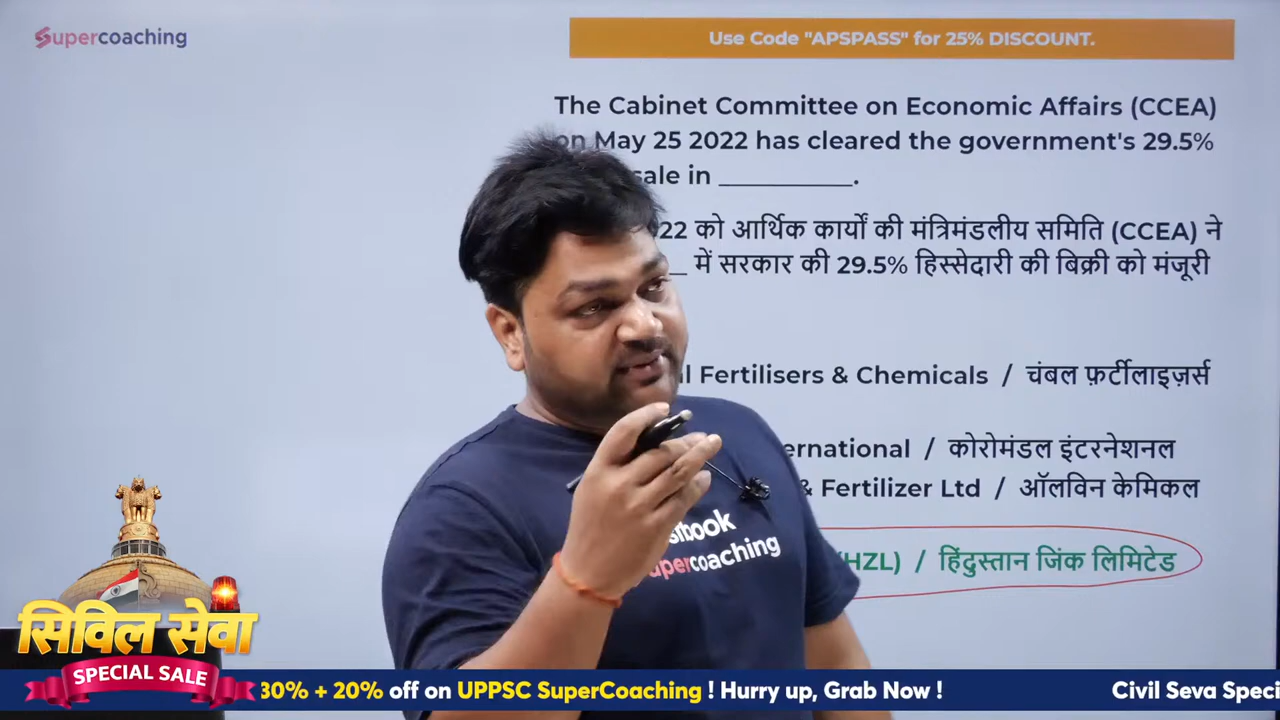 Supercoaching
Use Code "APSPASS" for 25% DISCOUNT.
The Cabinet Committee on Economic Affairs (CCEA)
on May 25 2022 has cleared the government's 29.5%
sale in __________.
22 को आर्थिक कार्यों की मंत्रिमंडलीय समिति (CCEA) ने
में सरकार की 29.5% हिस्सेदारी की बिक्री को मंजूरी
Fertilisers & Chemicals / चंबल फ़र्टीलाइज़र्स
/ कोरोमंडल इंटरनेशनल
& Fertilizer Ltd / ऑलविन केमिकल
(HZL) / हिंदुस्तान जिंक लिमिटेड
supercoaching
सिविल सेवा
SPECIAL SALE
30% + 20% off on UPPSC SuperCoaching ! Hurry up, Grab Now !
Civil Seva